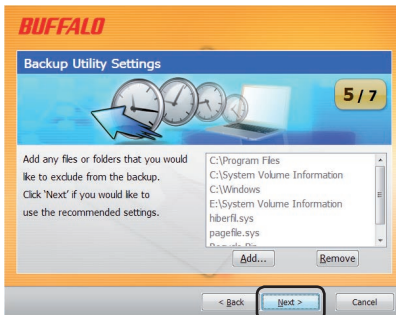 BUFFALO
Backup Utility Settings
5 / 7
Add any files or folders that you would
like to exclude from the backup.
Click 'Next' if you would like to
use the recommended settings.
C:\Program Files
C:\System Volume Information
C:\Windows
E:\System Volume Information
hiberfil.sys
pagefile.sys
Add...
Remove
< Back
Next >
Cancel